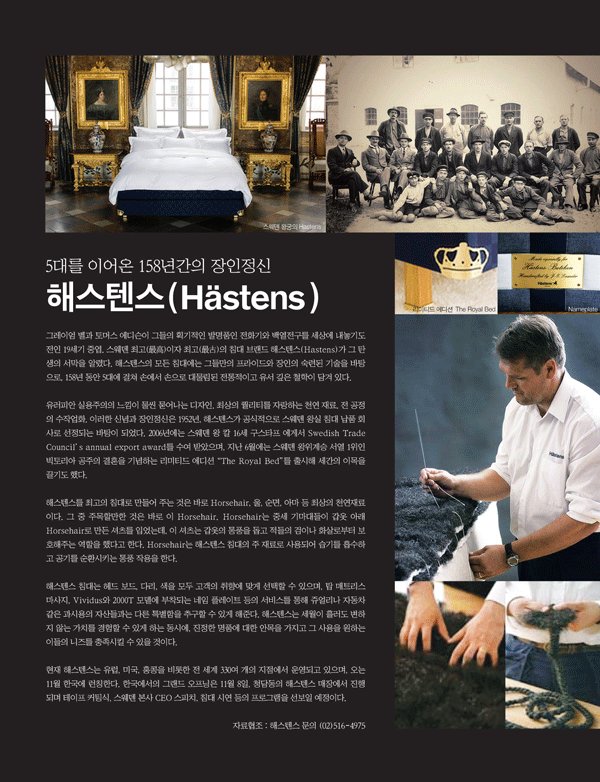 스웨덴 왕궁의 Hästens
5대를 이어온 158년간의 장인정신
해스텐스(Hästens)
리미티드 에디션 The Royal Bed
Made especially for
Hästens Butiken
Hästens
Nameplate
그레이엄 벨과 토머스 에디슨이 그들의 획기적인 발명품인 전화기와 백열전구를 세상에 내놓기도
전인 19세기 중엽, 스웨덴 최고(最高)이자 최고(最古)의 침대 브랜드 해스텐스(Hästens)가 그 탄
생의 서막을 알렸다. 해스텐스의 모든 침대에는 그들만의 프라이드와 장인의 숙련된 기술을 바탕
으로, 158년 동안 5대에 걸쳐 손에서 손으로 대물림된 전통적이고 유서 깊은 철학이 담겨 있다.
유러피안 실용주의의 느낌이 물씬 묻어나는 디자인, 최상의 퀄리티를 자랑하는 천연 재료, 전 공정
의 수작업화, 이러한 신념과 장인정신은 1952년, 해스텐스가 공식적으로 스웨덴 왕실 침대 납품 회
사로 선정되는 바탕이 되었다. 2006년에는 스웨덴 왕 칼 16세 구스타프 에게서 Swedish Trade
Council's annual export award를 수여 받았으며, 지난 6월에는 스웨덴 왕위계승 서열 1위인
빅토리아 공주의 결혼을 기념하는 리미티드 에디션 "The Royal Bed"를 출시해 세간의 이목을
끌기도 했다.
해스텐스를 최고의 침대로 만들어 주는 것은 바로 Horsehair, 울, 순면, 아마 등 최상의 천연재료
이다. 그 중 주목할만한 것은 바로 이 Horsehair, Horsehair는 중세 기마대들이 갑옷 아래
Horsehair로 만든 셔츠를 입었는데, 이 셔츠는 갑옷의 통풍을 돕고 적들의 검이나 화살로부터 보
호해주는 역할을 했다고 한다. Horsehair는 해스텐스 침대의 주 재료로 사용되어 습기를 흡수하
고 공기를 순환시키는 통풍 작용을 한다.
해스텐스 침대는 헤드 보드, 다리, 색을 모두 고객의 취향에 맞게 선택할 수 있으며, 탑 매트리스
마사지, Vividus와 2000T 모델에 부착되는 네임 플레이트 등의 서비스를 통해 쥬얼리나 자동차
같은 과시용의 자산들과는 다른 특별함을 추구할 수 있게 해준다. 해스텐스는 세월이 흘러도 변하
지 않는 가치를 경험할 수 있게 하는 동시에, 진정한 명품에 대한 안목을 가지고 그 사용을 원하는
이들의 니즈를 충족시킬 수 있을 것이다.
현재 해스텐스는 유럽, 미국, 홍콩을 비롯한 전 세계 330여 개의 지점에서 운영되고 있으며, 오는
11월 한국에 런칭한다. 한국에서의 그랜드 오프닝은 11월 8일, 청담동의 해스텐스 매장에서 진행
되며 테이프 커팅식, 스웨덴 본사 CEO 스피치, 침대 시연 등의 프로그램을 선보일 예정이다.
자료협조 : 해스텐스 문의 (02)516-4975